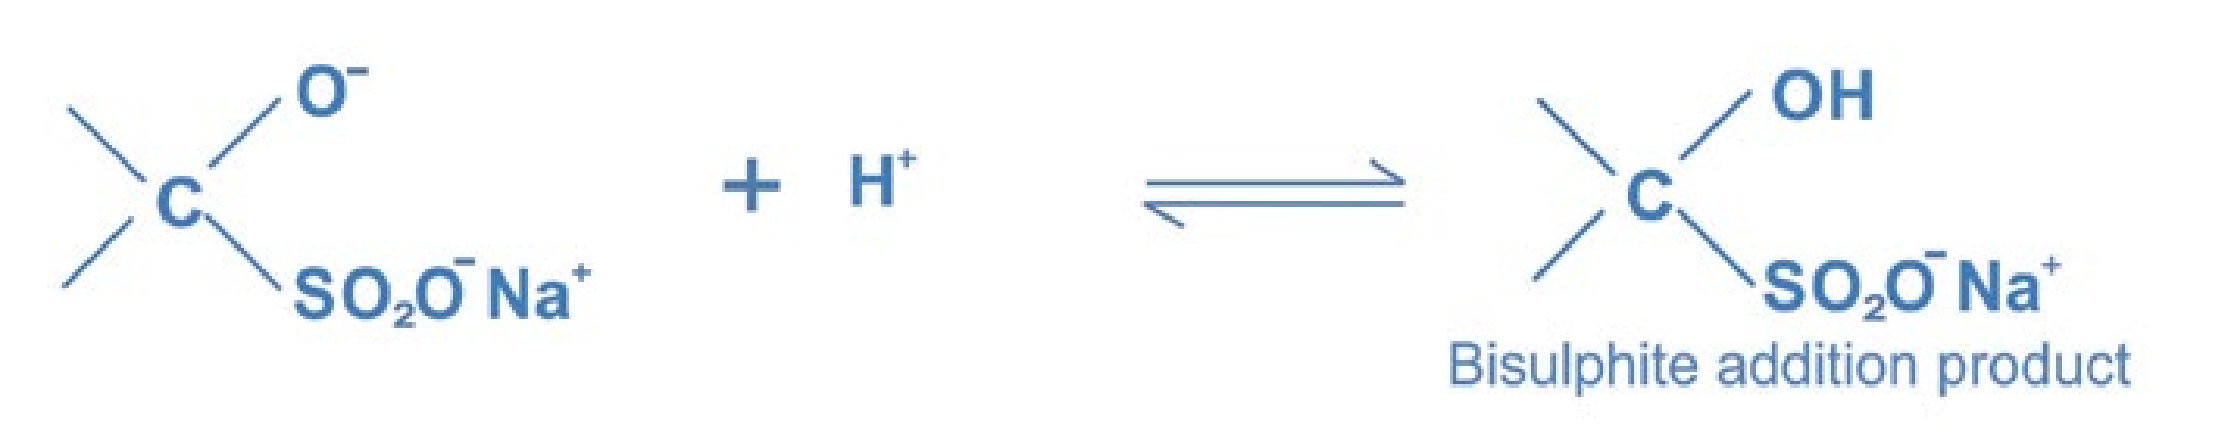 O⁻ OH
C + H⁺ ⇌ C
SO₂O⁻ Na⁺ SO₂O⁻ Na⁺
Bisulphite addition product